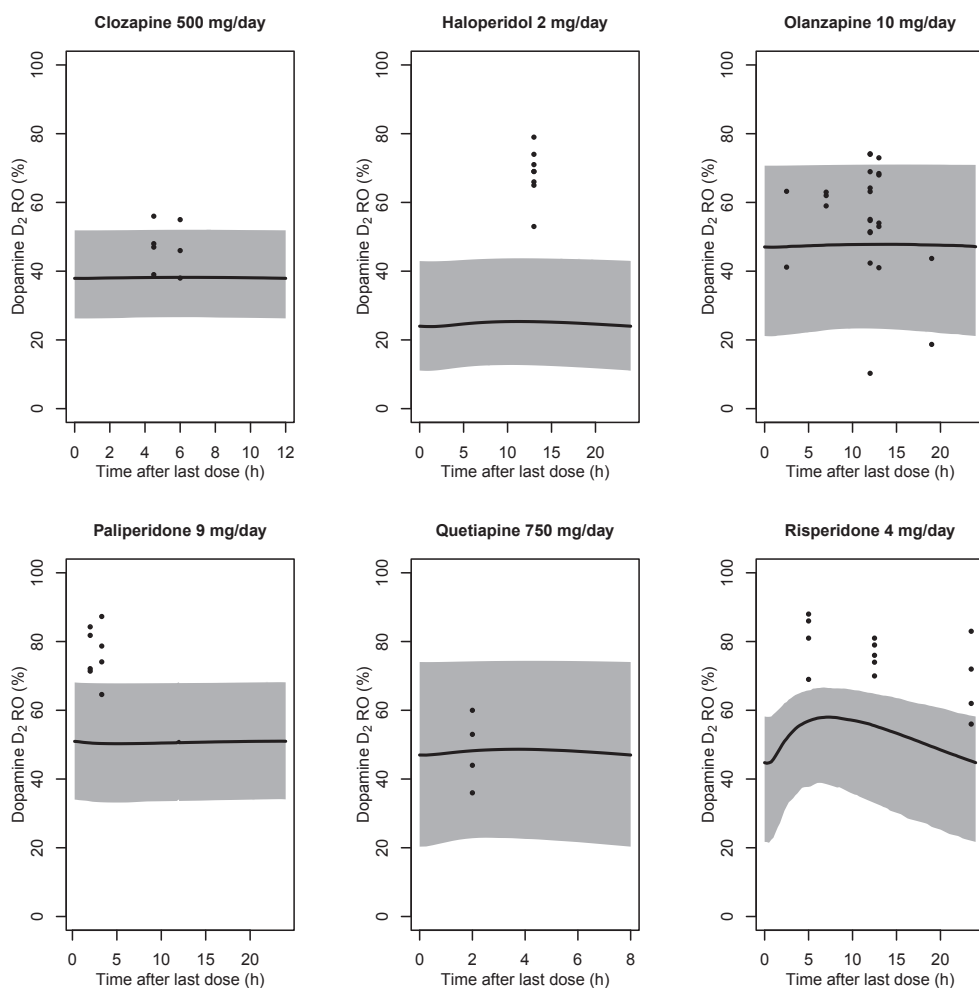 Clozapine 500 mg/day
Haloperidol 2 mg/day
Olanzapine 10 mg/day
Dopamine D₂ RO (%)
0 20 40 60 80 100
0 2 4 6 8 10 12
Time after last dose (h)
Dopamine D₂ RO (%)
0 20 40 60 80 100
0 5 10 15 20
Time after last dose (h)
Dopamine D₂ RO (%)
0 20 40 60 80 100
0 5 10 15 20
Time after last dose (h)
Paliperidone 9 mg/day
Quetiapine 750 mg/day
Risperidone 4 mg/day
Dopamine D₂ RO (%)
0 20 40 60 80 100
0 5 10 15 20
Time after last dose (h)
Dopamine D₂ RO (%)
0 20 40 60 80 100
0 2 4 6 8
Time after last dose (h)
Dopamine D₂ RO (%)
0 20 40 60 80 100
0 5 10 15 20
Time after last dose (h)